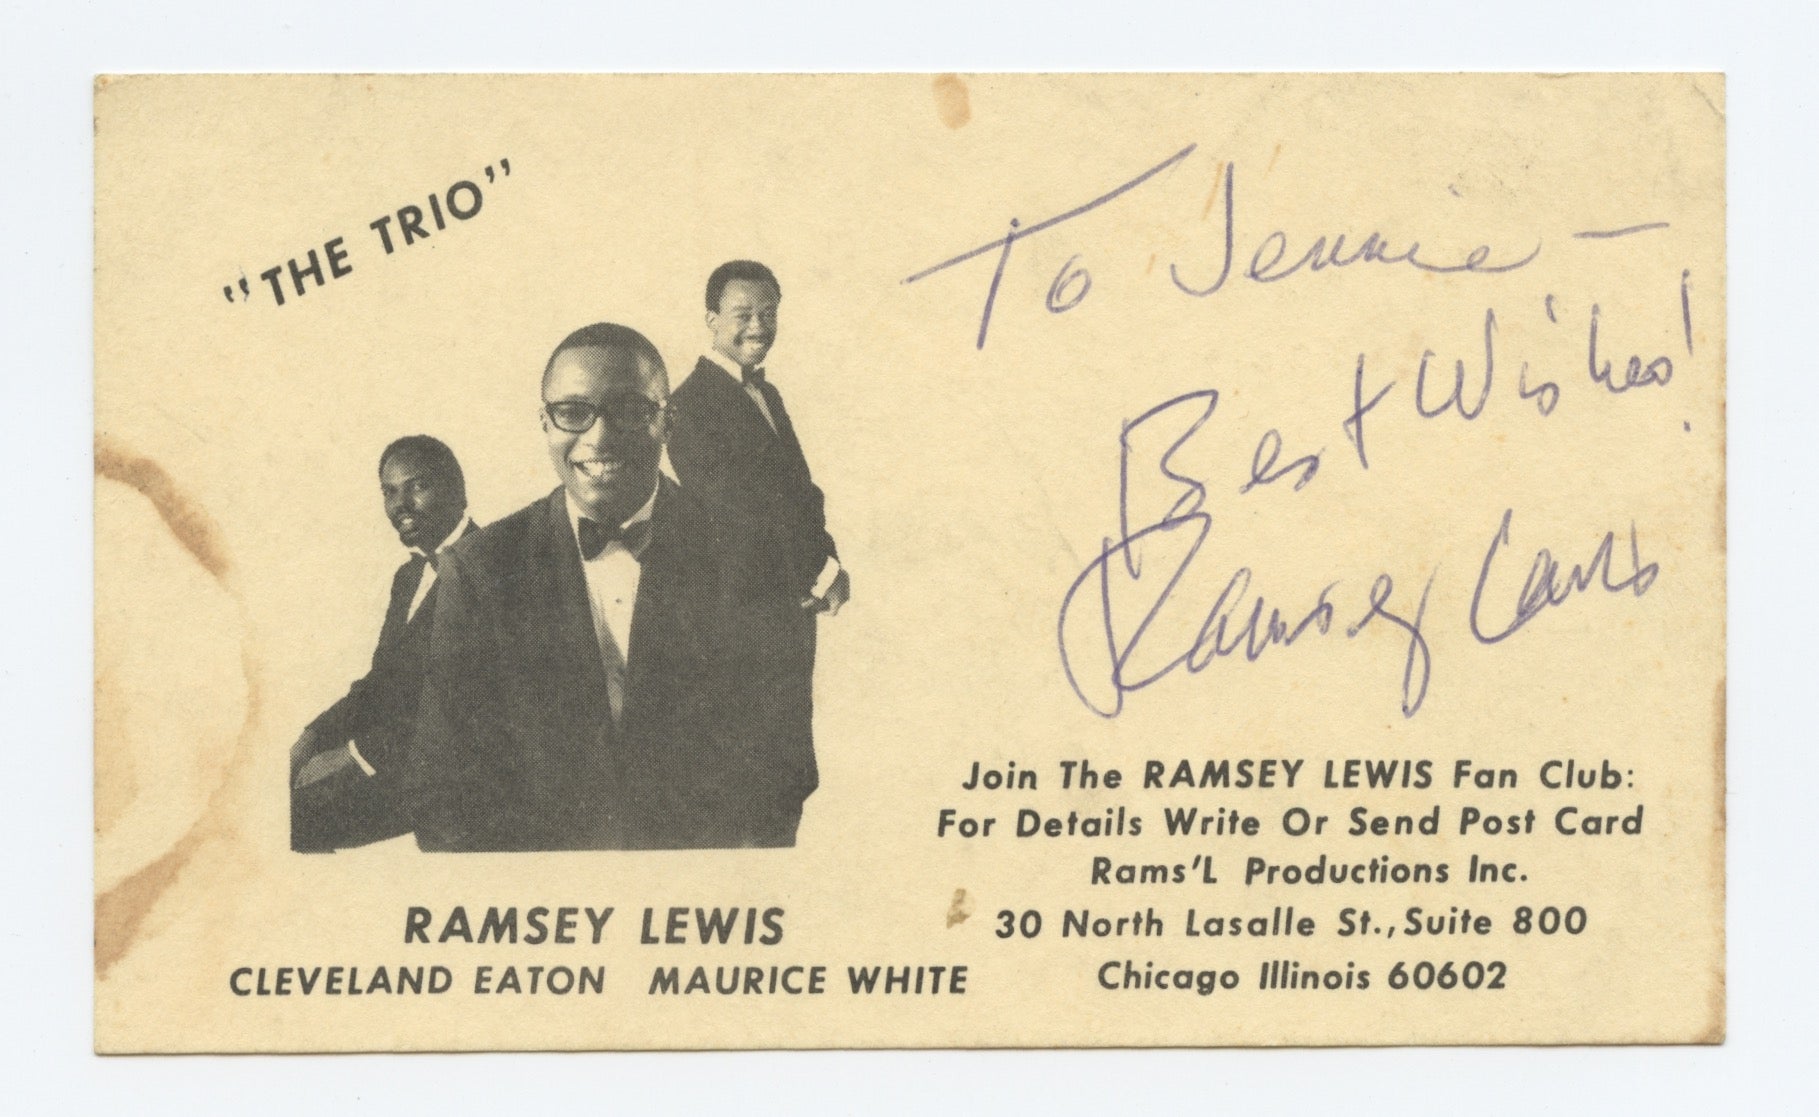 "THE TRIO"
RAMSEY LEWIS
CLEVELAND EATON MAURICE WHITE
To Jennie —
Best Wishes!
Ramsey Lewis
Join The RAMSEY LEWIS Fan Club:
For Details Write Or Send Post Card
Rams'L Productions Inc.
30 North Lasalle St., Suite 800
Chicago Illinois 60602